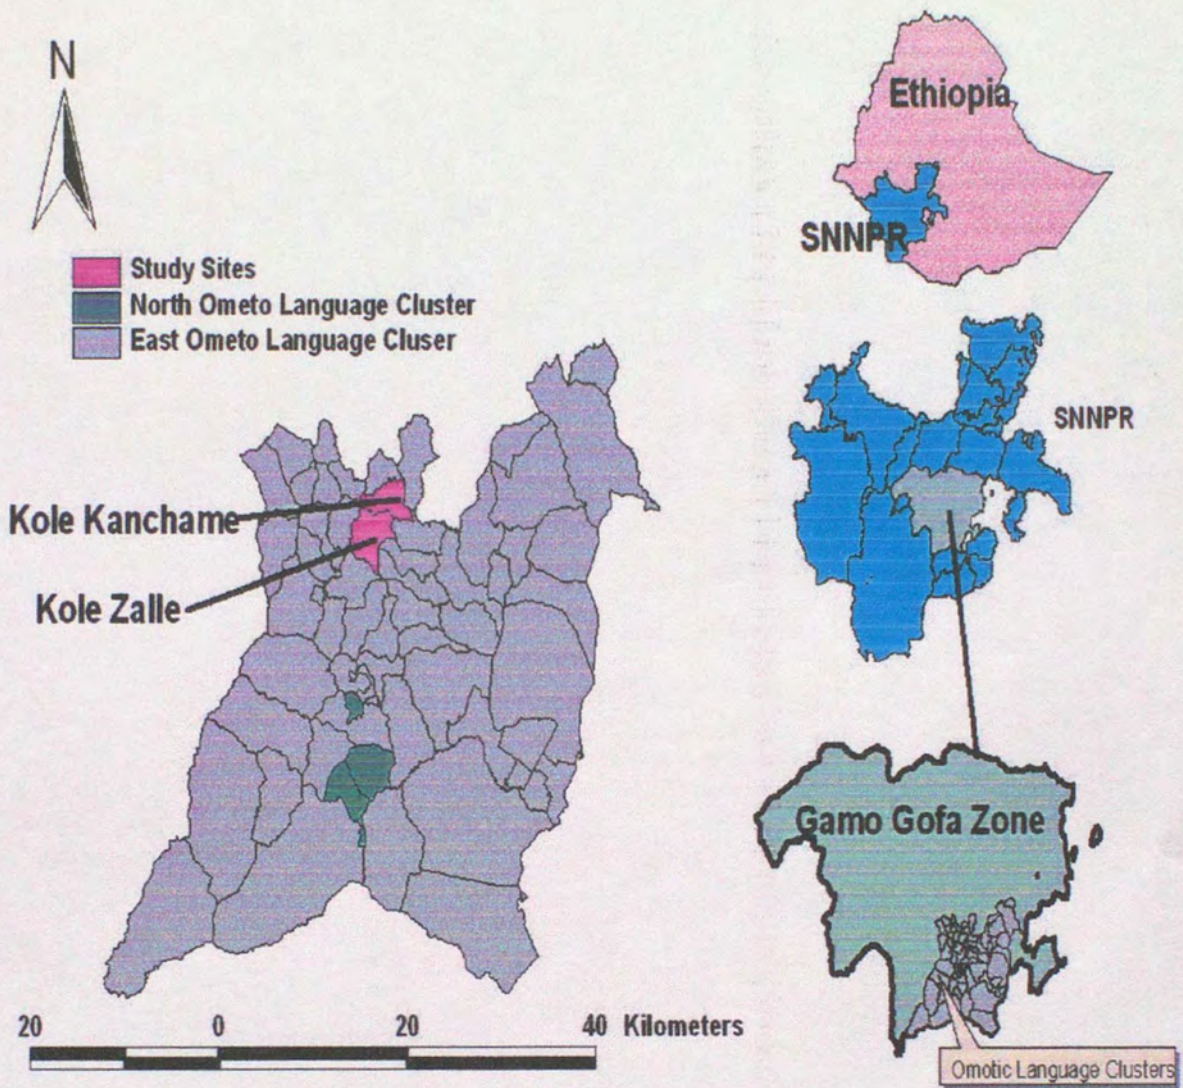 N
Study Sites
North Ometo Language Cluster
East Ometo Language Cluser
Kole Kanchame
Kole Zalle
20 0 20 40 Kilometers
Ethiopia
SNNPR
SNNPR
Gamo Gofa Zone
Omotic Language Clusters